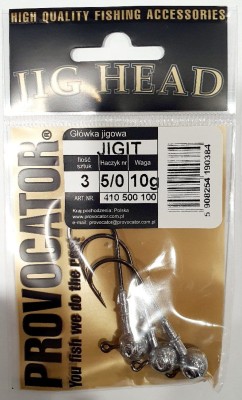 HIGH QUALITY FISHING ACCESSORIES
JIG HEAD
PROVOCATOR®
You fish we do the r
Główka jigowa
JIGIT
Ilość sztuk
Haczyk nr
Waga
3
5/0
10g
ART. NR.
410 500 100
Kraj pochodzenia: Polska
www.provocator.com.pl
e-mail: provocator@provocator.com.pl
5 908254 190384